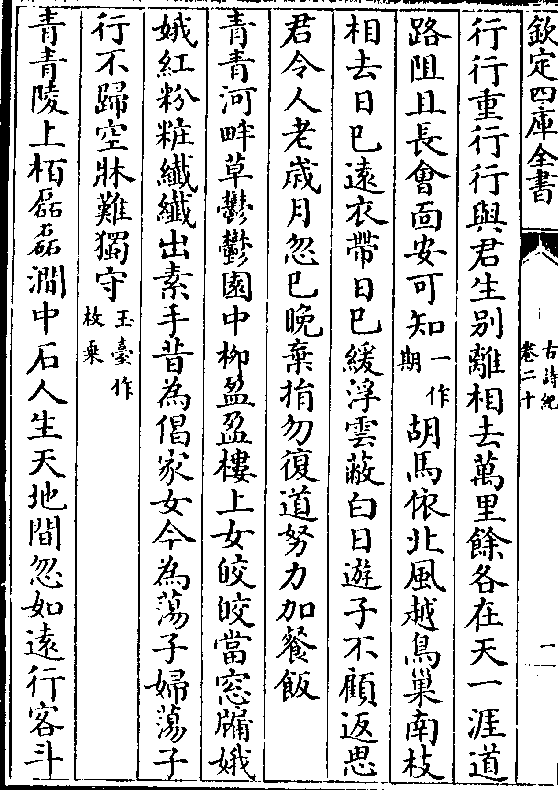 欽定四庫全書
古詩紀
卷二十
一
行行重行行與君生别離相去萬里餘各在天一涯道
路阻且長㑹面安可知一作期胡馬依北風越鳥巢南枝
相去日已遠衣帶日已緩浮雲蔽白日遊子不顧返思
君令人老歲月忽已晚棄捐勿復道努力加餐飯
青青河畔草鬱鬱園中柳盈盈樓上女皎皎當窓牖娥
娥紅粉粧纎纎出素手昔為倡家女今為蕩子婦蕩子
行不歸空牀難獨守玉臺作枚乗
青青陵上栢磊磊澗中石人生天地間忽如逺行客斗